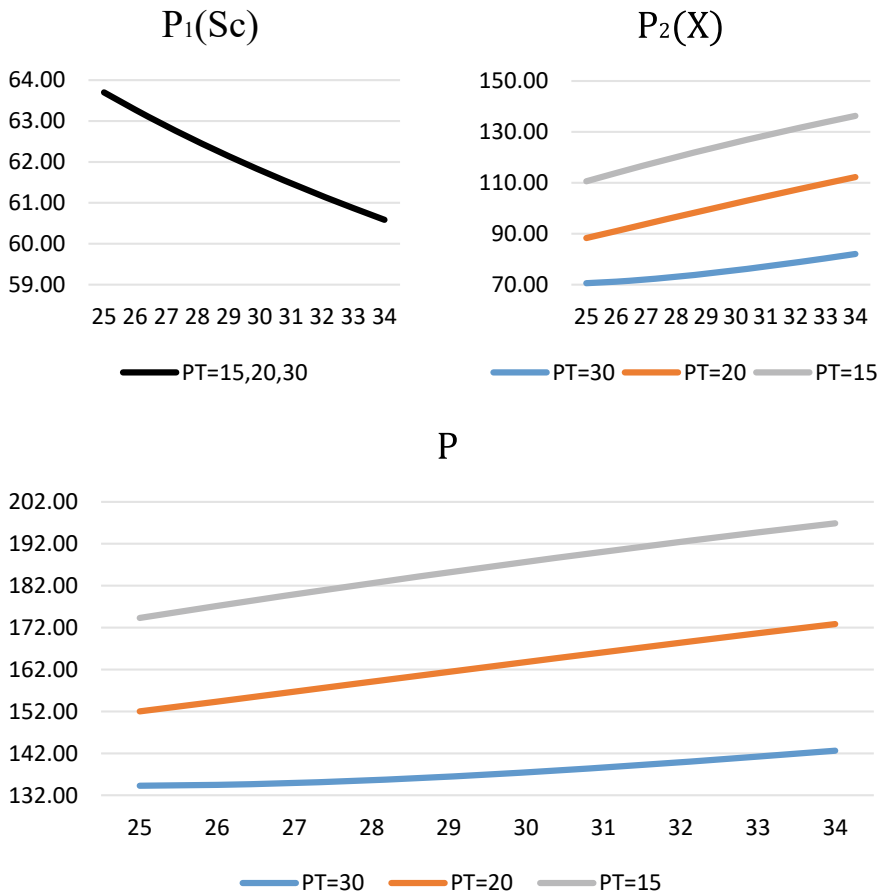 P₁(Sc)
64.00
63.00
62.00
61.00
60.00
59.00
25 26 27 28 29 30 31 32 33 34
PT=15,20,30
P₂(X)
150.00
130.00
110.00
90.00
70.00
25 26 27 28 29 30 31 32 33 34
PT=30 PT=20 PT=15
P
202.00
192.00
182.00
172.00
162.00
152.00
142.00
132.00
25 26 27 28 29 30 31 32 33 34
PT=30 PT=20 PT=15